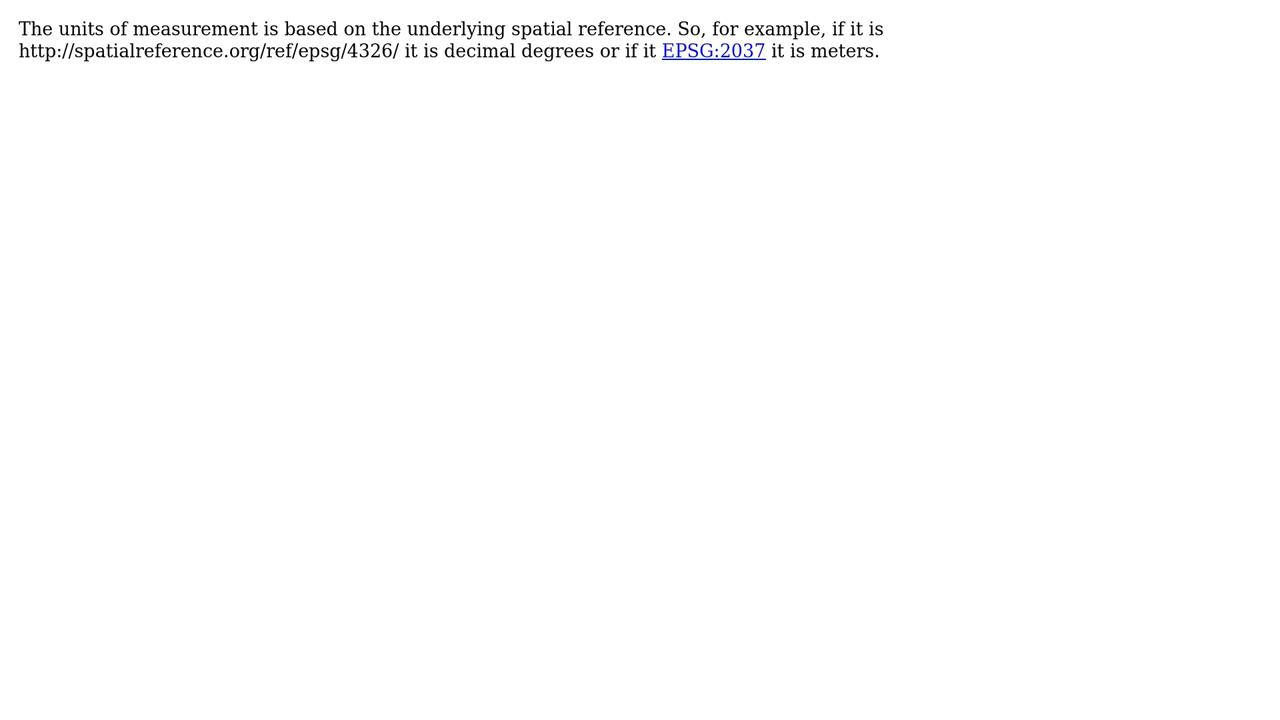 The units of measurement is based on the underlying spatial reference. So, for example, if it is
http://spatialreference.org/ref/epsg/4326/ it is decimal degrees or if it EPSG:2037 it is meters.